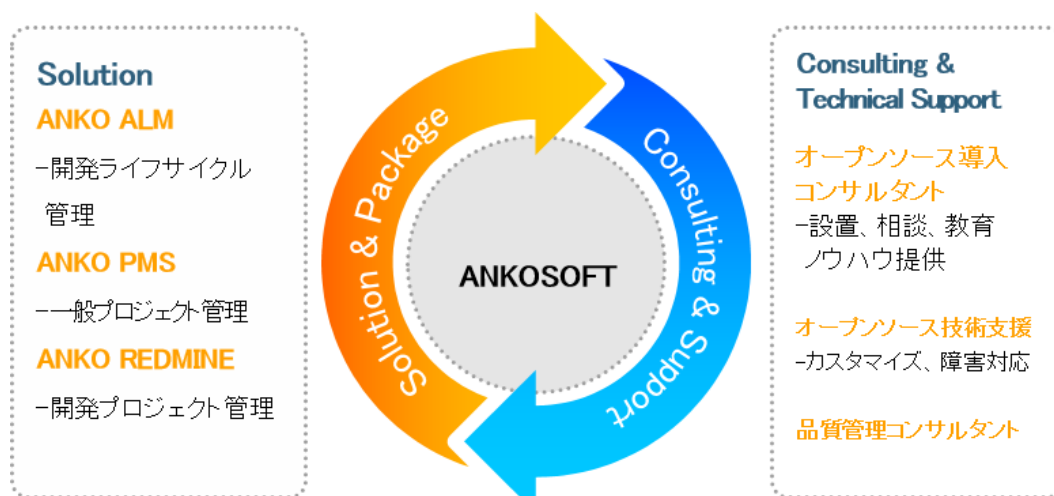 Solution
ANKO ALM
-開発ライフサイクル
管理
ANKO PMS
-一般プロジェクト管理
ANKO REDMINE
-開発プロジェクト管理
Solution & Package
ANKOSOFT
Consulting & Support
Consulting &
Technical Support
オープンソース導入
コンサルタント
-設置、相談、教育
ノウハウ提供
オープンソース技術支援
-カスタマイズ、障害対応
品質管理コンサルタント